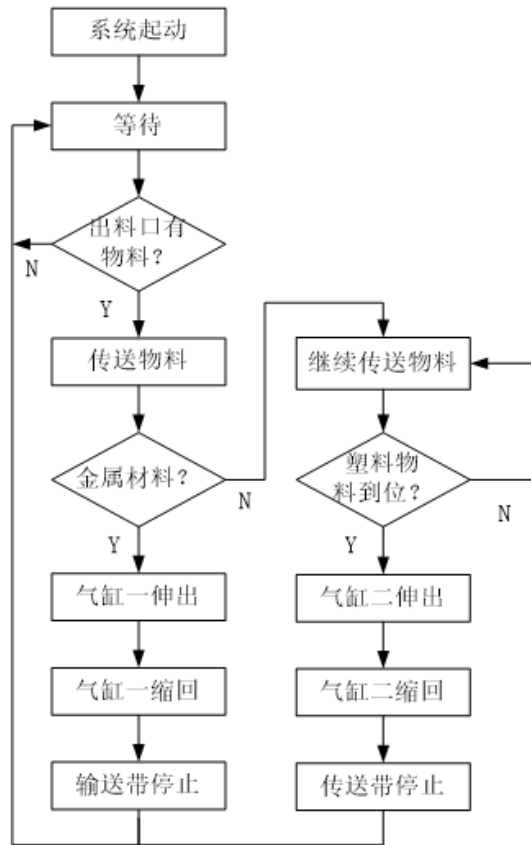 系统起动
等待
出料口有
物料？
N
Y
传送物料
继续传送物料
金属材料？
N
塑料物
料到位？
N
Y
Y
气缸一伸出
气缸二伸出
气缸一缩回
气缸二缩回
输送带停止
传送带停止